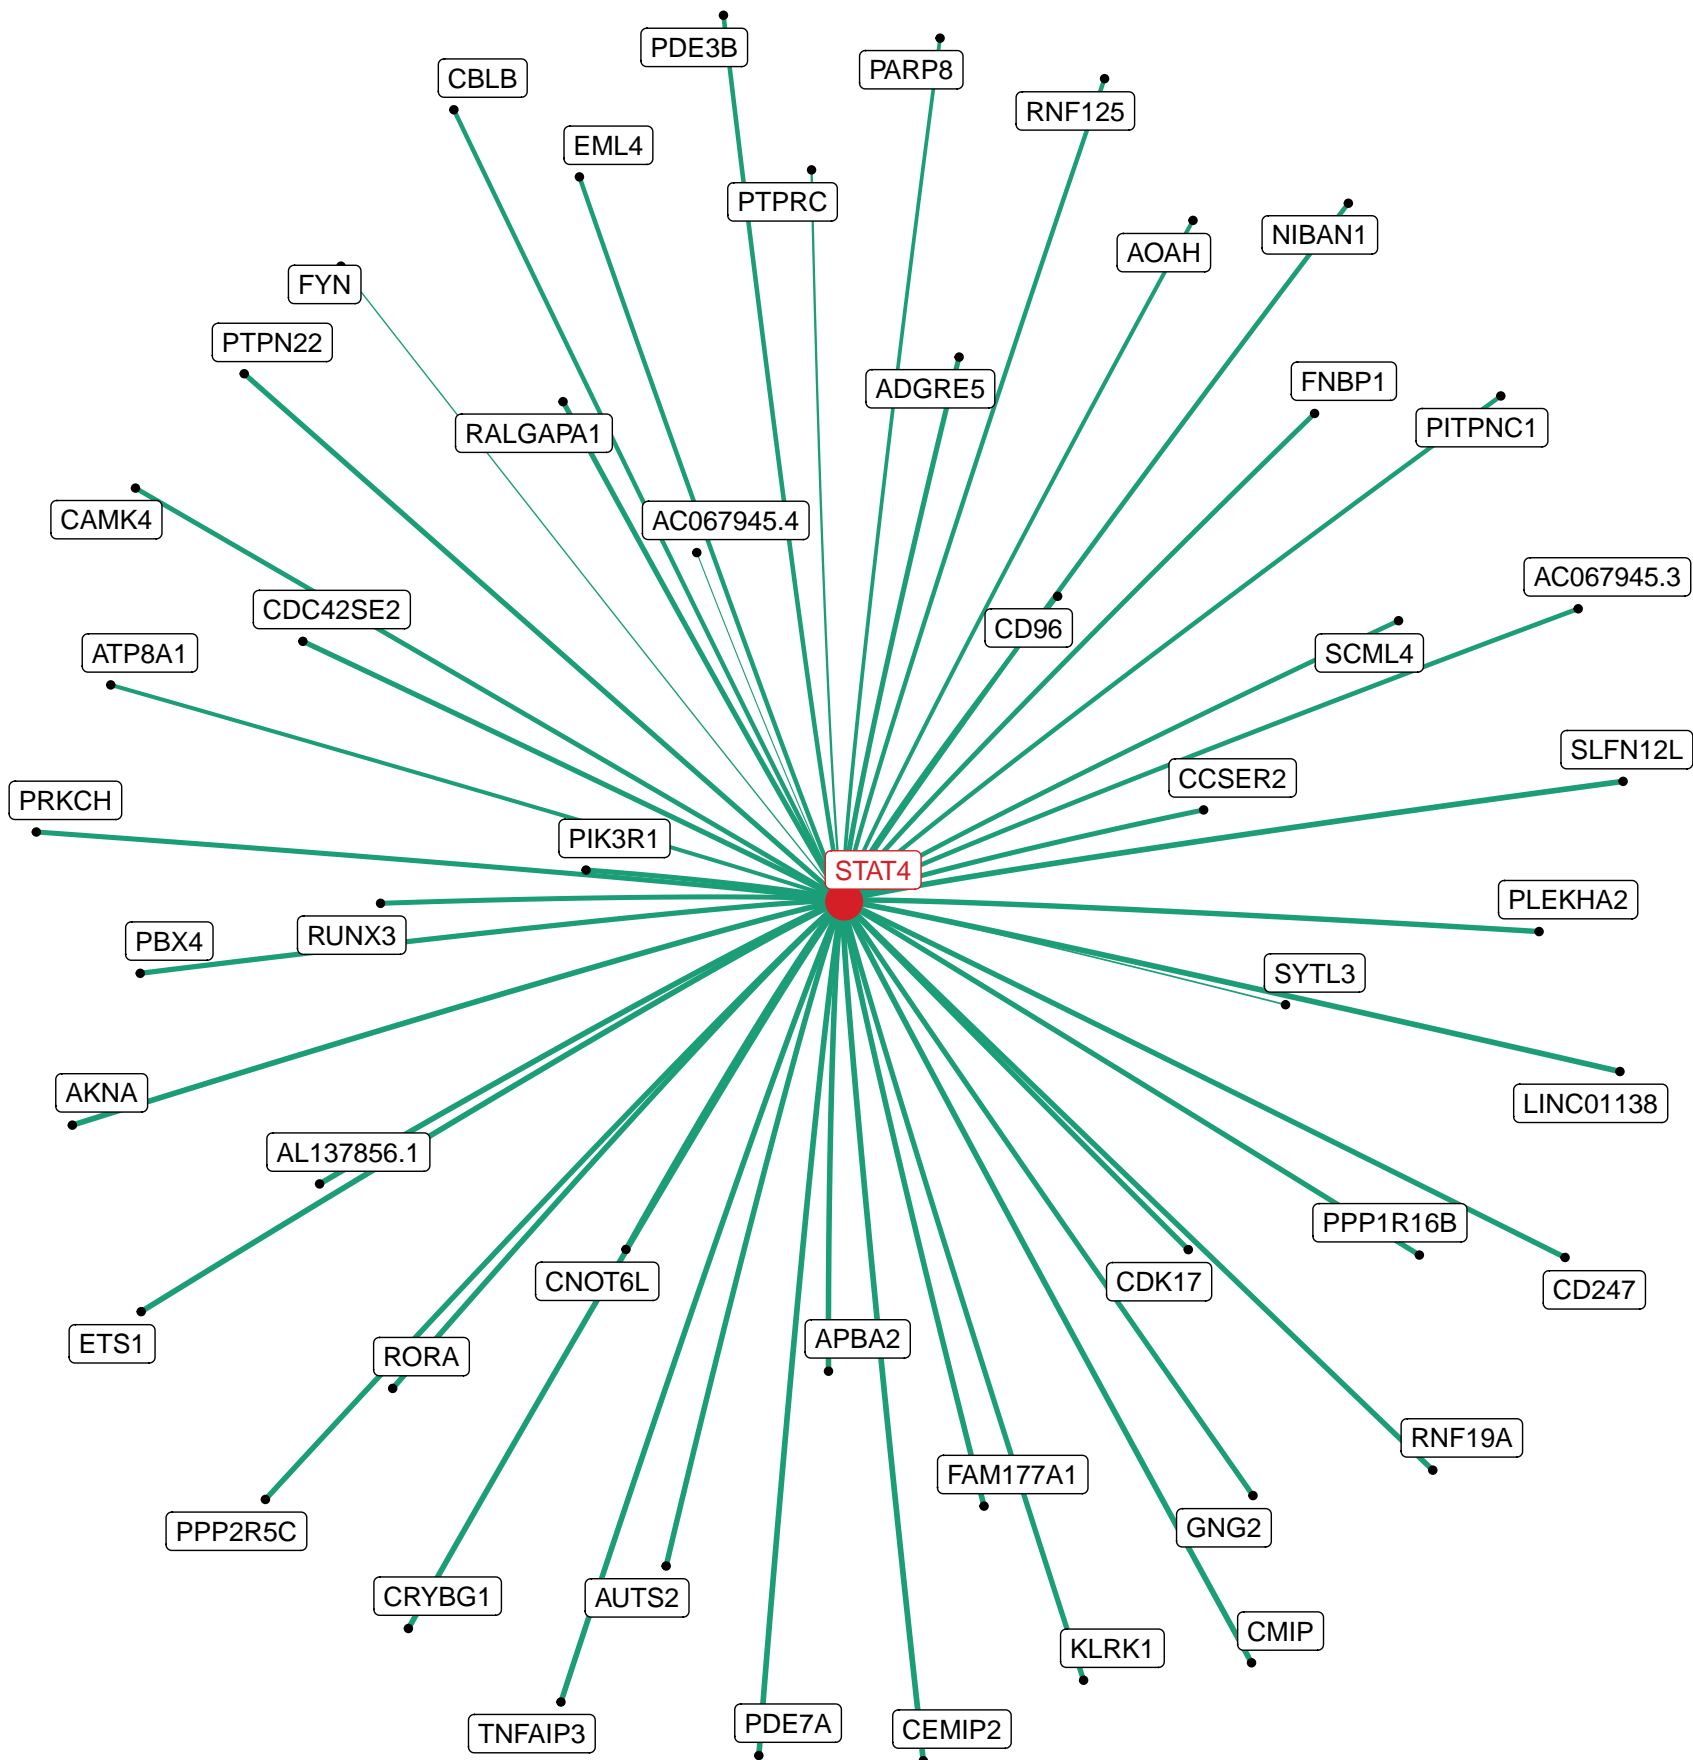 PDE3B
PARP8
CBLB
RNF125
EML4
PTPRC
NIBAN1
AOAH
FYN
PTPN22
FNBP1
ADGRE5
PITPNC1
RALGAPA1
CAMK4
AC067945.4
AC067945.3
CDC42SE2
CD96
ATP8A1
SCML4
SLFN12L
CCSER2
PRKCH
PIK3R1
STAT4
PLEKHA2
RUNX3
PBX4
SYTL3
AKNA
LINC01138
AL137856.1
PPP1R16B
CNOT6L
CDK17
CD247
APBA2
ETS1
RORA
RNF19A
FAM177A1
GNG2
PPP2R5C
CRYBG1
AUTS2
CMIP
KLRK1
PDE7A
CEMIP2
TNFAIP3